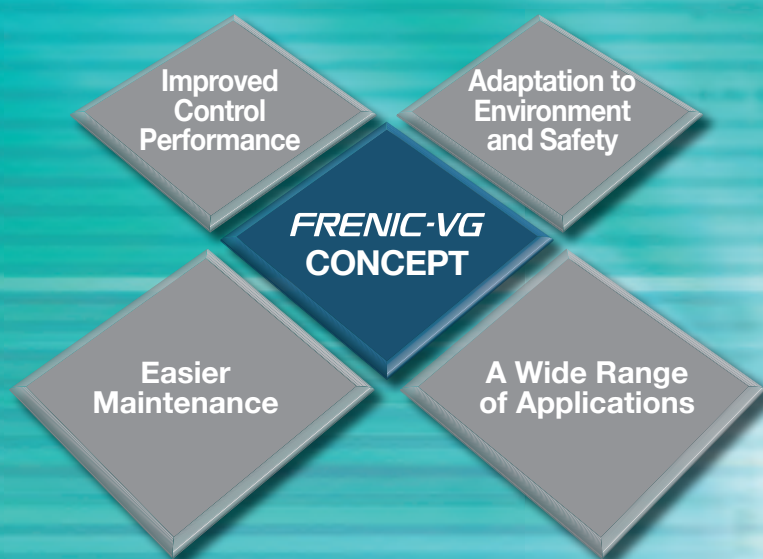 Improved
Control
Performance
Adaptation to
Environment
and Safety
FRENIC-VG
CONCEPT
Easier
Maintenance
A Wide Range
of Applications